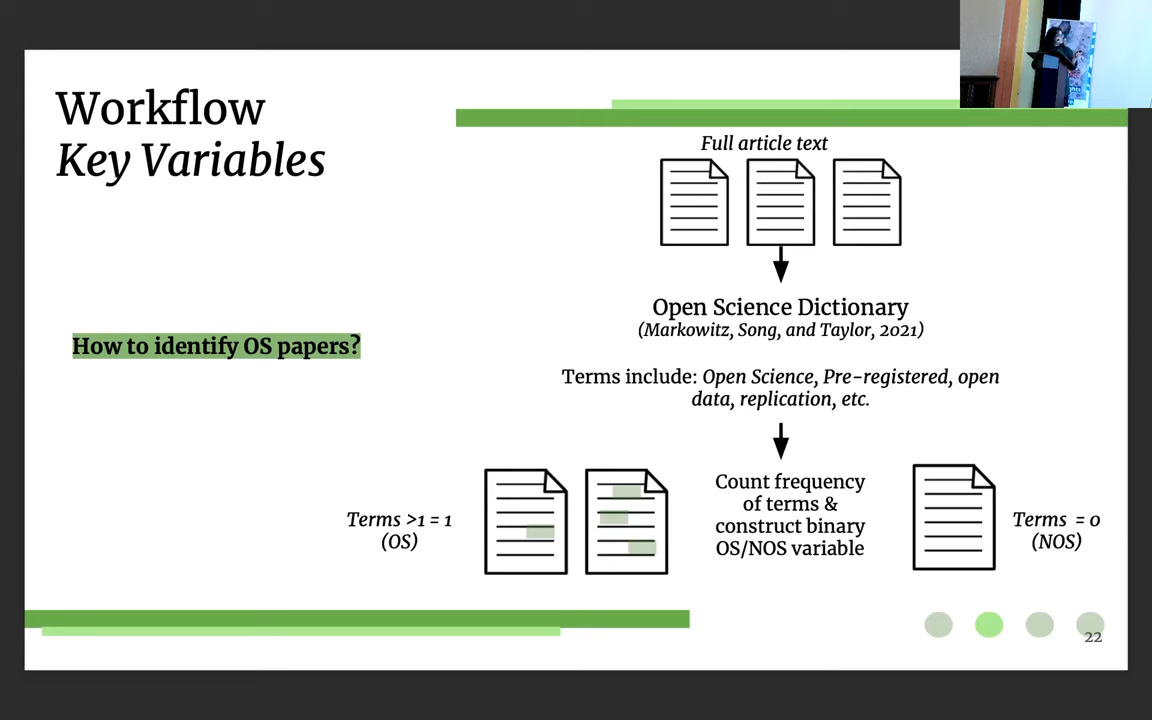 Workflow
Key Variables
Full article text
Open Science Dictionary
(Markowitz, Song, and Taylor, 2021)
How to identify OS papers?
Terms include: Open Science, Pre-registered, open
data, replication, etc.
Count frequency
of terms &
construct binary
OS/NOS variable
Terms >1 = 1
(OS)
Terms = 0
(NOS)
22